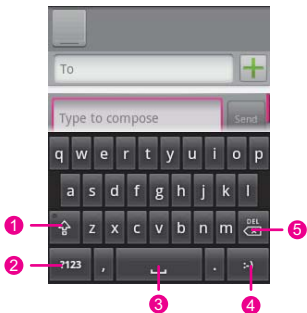 To
Type to compose
Send
q w e r t y u i o p
a s d f g h j k l
1 z x c v b n m DEL 5
2 ?123 , . :-)
3 4